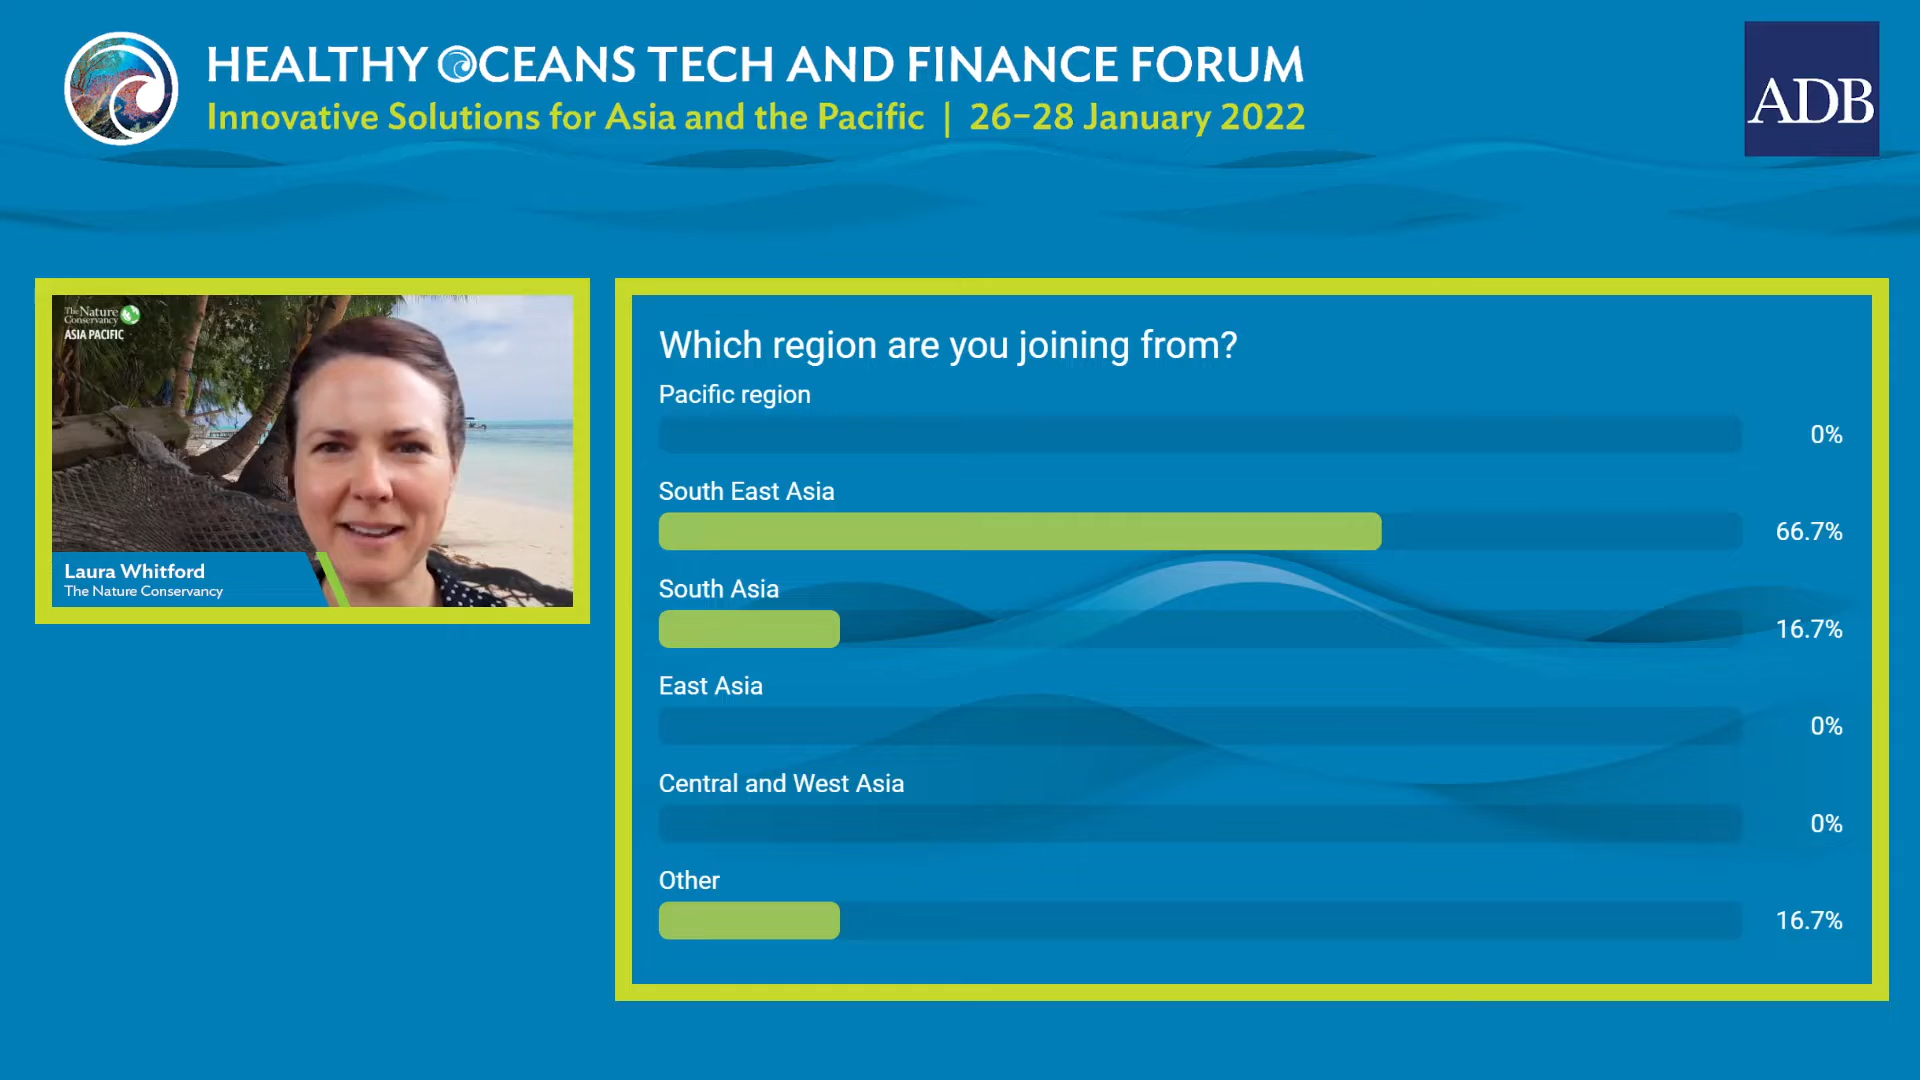 HEALTHY OCEANS TECH AND FINANCE FORUM
Innovative Solutions for Asia and the Pacific | 26–28 January 2022
ADB
The Nature
Conservancy
ASIA PACIFIC
Laura Whitford
The Nature Conservancy
Which region are you joining from?
Pacific region
0%
South East Asia
66.7%
South Asia
16.7%
East Asia
0%
Central and West Asia
0%
Other
16.7%